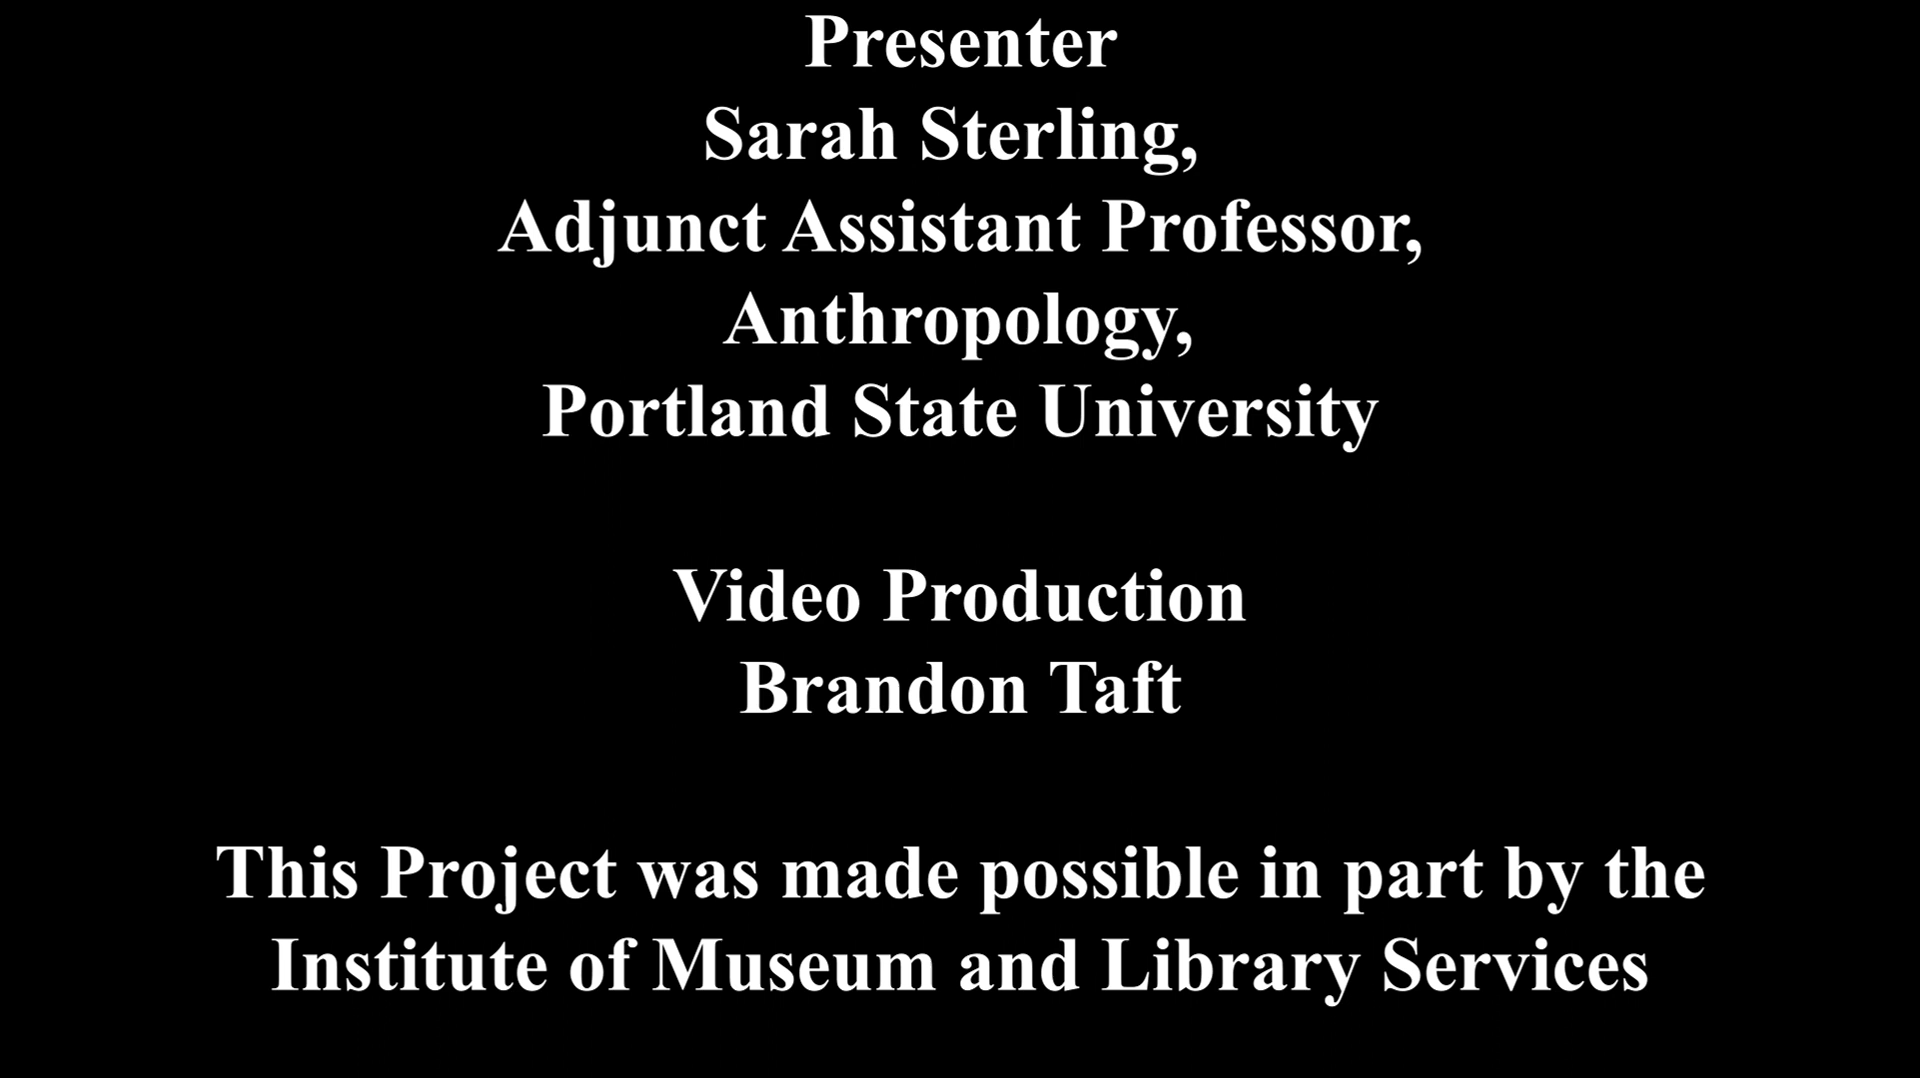 Presenter
Sarah Sterling,
Adjunct Assistant Professor,
Anthropology,
Portland State University
Video Production
Brandon Taft
This Project was made possible in part by the
Institute of Museum and Library Services